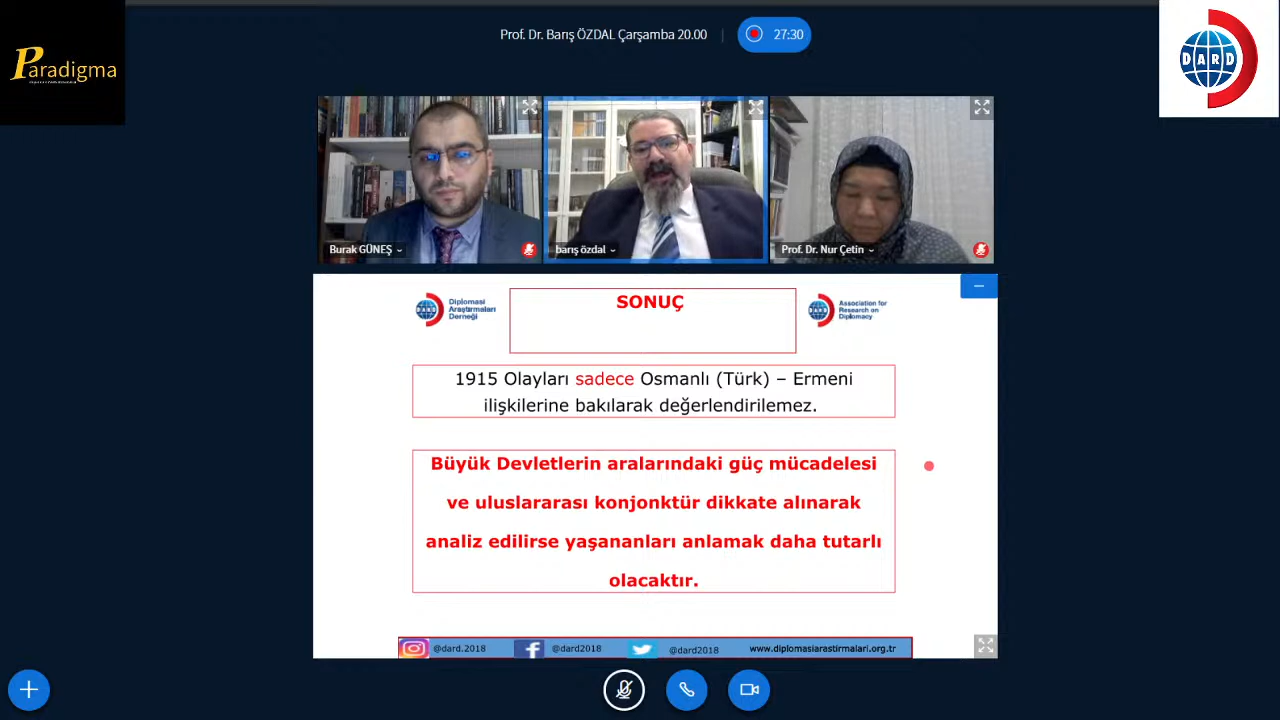 Prof. Dr. Barış ÖZDAL Çarşamba 20.00
27:30
Paradigma
DARD
Burak GÜNEŞ
barış özdal
Prof. Dr. Nur Çetin
DARD
Diplomasi
Araştırmaları
Derneği
SONUÇ
DARD
Association for
Research on
Diplomacy
1915 Olayları sadece Osmanlı (Türk) – Ermeni
ilişkilerine bakılarak değerlendirilemez.
Büyük Devletlerin aralarındaki güç mücadelesi
ve uluslararası konjonktür dikkate alınarak
analiz edilirse yaşananları anlamak daha tutarlı
olacaktır.
@dard.2018
@dard2018
@dard2018
www.diplomasiarastirmalari.org.tr